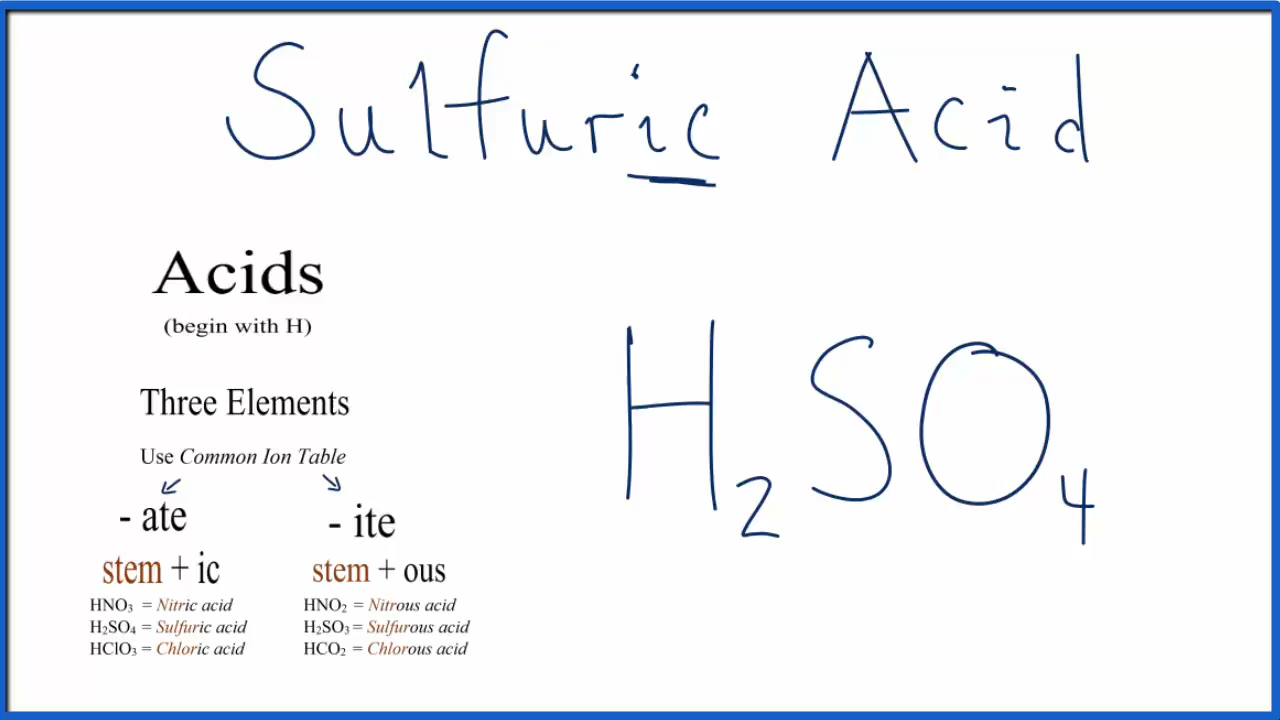 Sulfuric Acid
Acids
(begin with H)
H₂SO₄
Three Elements
Use Common Ion Table
- ate
- ite
stem + ic
stem + ous
HNO₃ = Nitric acid
HNO₂ = Nitrous acid
H₂SO₄ = Sulfuric acid
H₂SO₃ = Sulfurous acid
HClO₃ = Chloric acid
HCO₂ = Chlorous acid